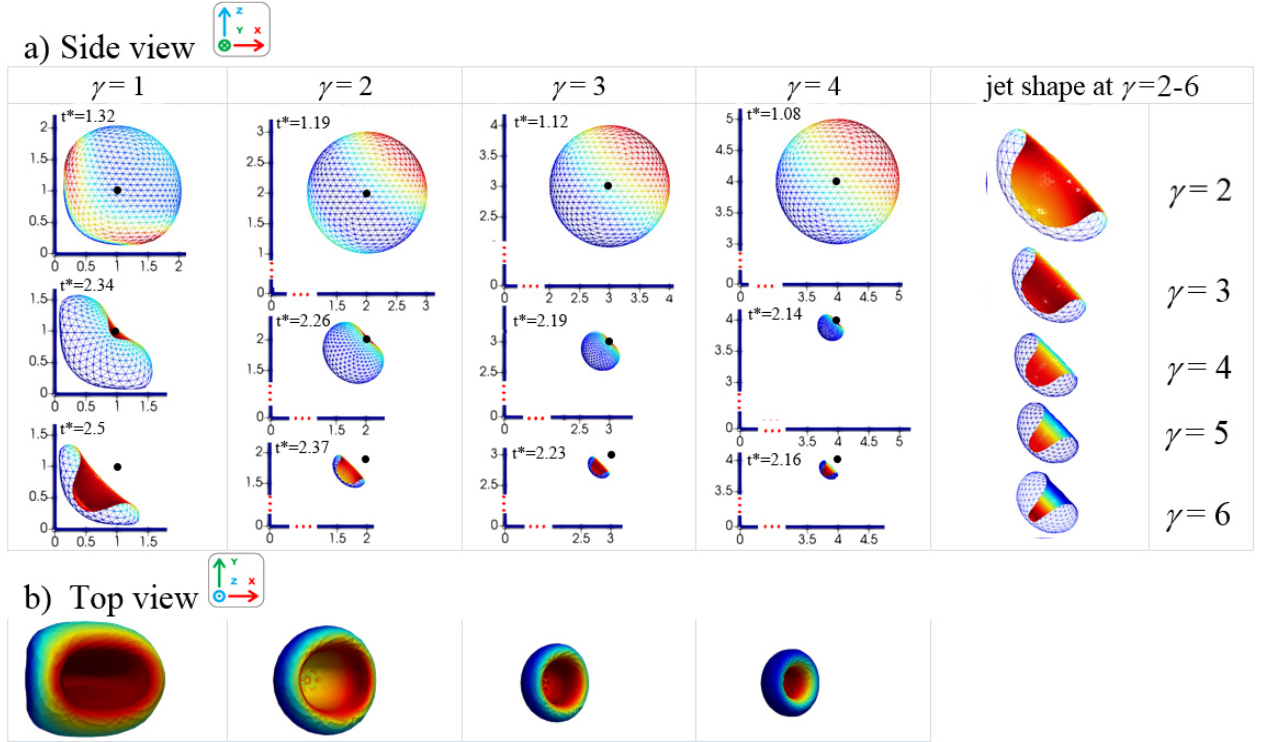 Z
Y X
a) Side view
γ = 1
γ = 2
γ = 3
γ = 4
jet shape at γ=2-6
t*=1.32
2
1.5
1
0.5
0
0 0.5 1 1.5 2
t*=1.19
3
2.5
2
1.5
1
0
0 1.5 2 2.5 3
t*=1.12
4
3.5
3
2.5
0
0 2 2.5 3 3.5 4
t*=1.08
5
4.5
4
3.5
3
0
0 3.5 4 4.5 5
γ = 2
t*=2.34
1.5
1
0.5
0
0 0.5 1 1.5
t*=2.26
2
1.5
0
0 1.5 2
t*=2.19
3
2.5
0
0 2.5 3
t*=2.14
4
3.5
3
0
0 3.5 4 4.5 5
γ = 3
γ = 4
t*=2.5
1.5
1
0.5
0
0 0.5 1 1.5
t*=2.37
2
1.5
0
0 1.5 2
t*=2.23
3
2.5
0
0 2.5 3
t*=2.16
4
3.5
0
0 3.5 4 4.5
γ = 5
γ = 6
Y
Z X
b) Top view